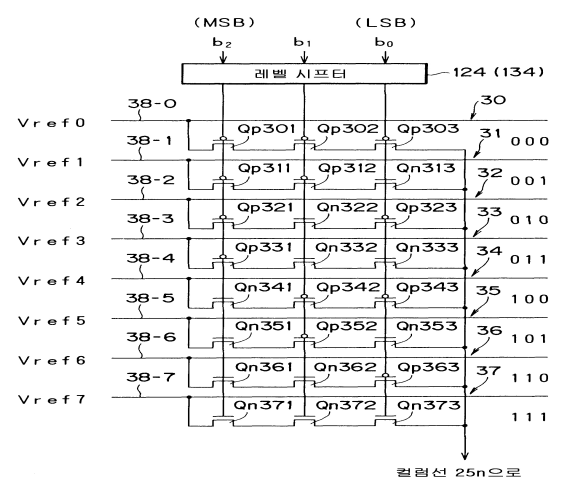 (MSB) (LSB)
b2 b1 b0
레벨 시프터 124 (134)
38-0 30
Vref0 Qp301 Qp302 Qp303
38-1 31 000
Vref1 Qp311 Qp312 Qn313
38-2 32 001
Vref2 Qp321 Qn322 Qp323
38-3 33 010
Vref3 Qp331 Qn332 Qn333
38-4 34 011
Vref4 Qn341 Qp342 Qp343
38-5 35 100
Vref5 Qn351 Qp352 Qn353
38-6 36 101
Vref6 Qn361 Qn362 Qp363
38-7 37 110
Vref7 Qn371 Qn372 Qn373
111
컬럼선 25n으로